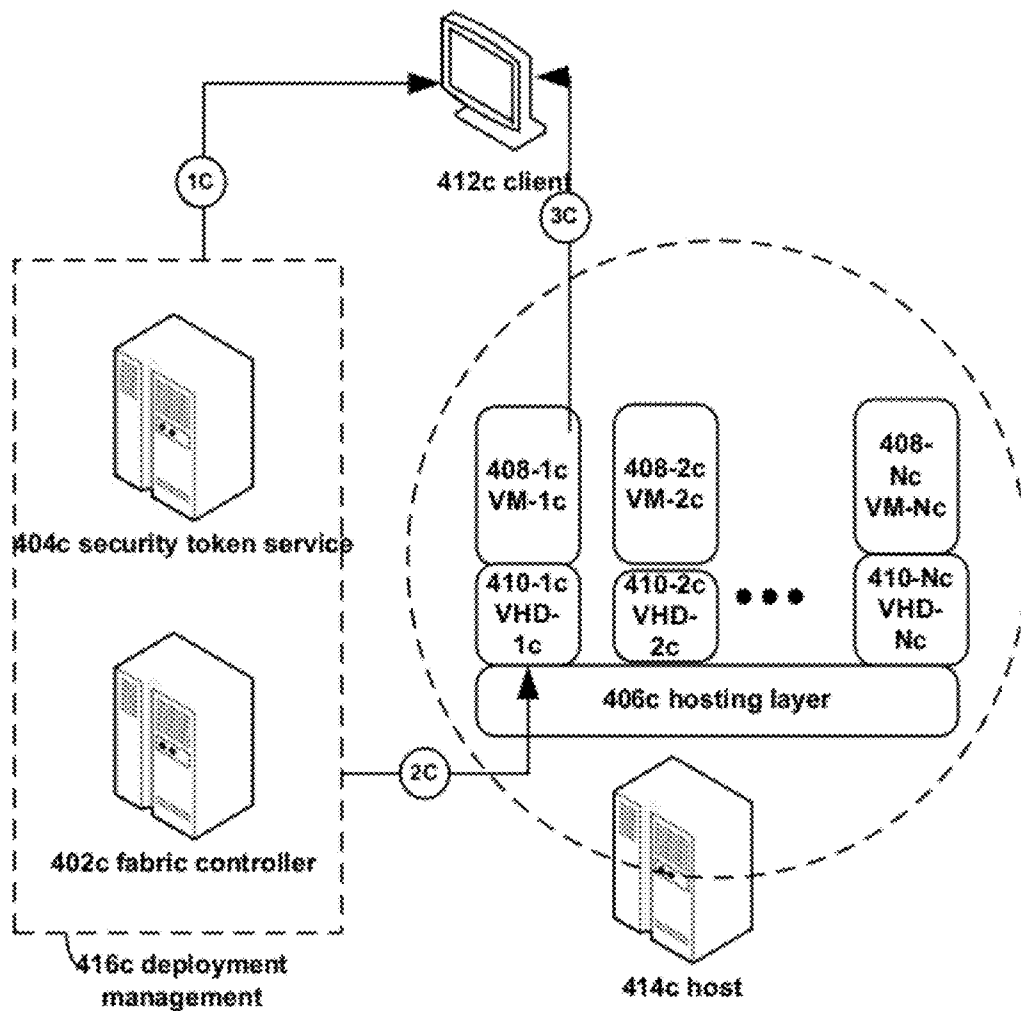 412c client
1C
3C
404c security token service
402c fabric controller
416c deployment
management
408-1c
VM-1c
408-2c
VM-2c
408-
Nc
VM-Nc
410-1c
VHD-
1c
410-2c
VHD-
2c
410-Nc
VHD-
Nc
406c hosting layer
2C
414c host